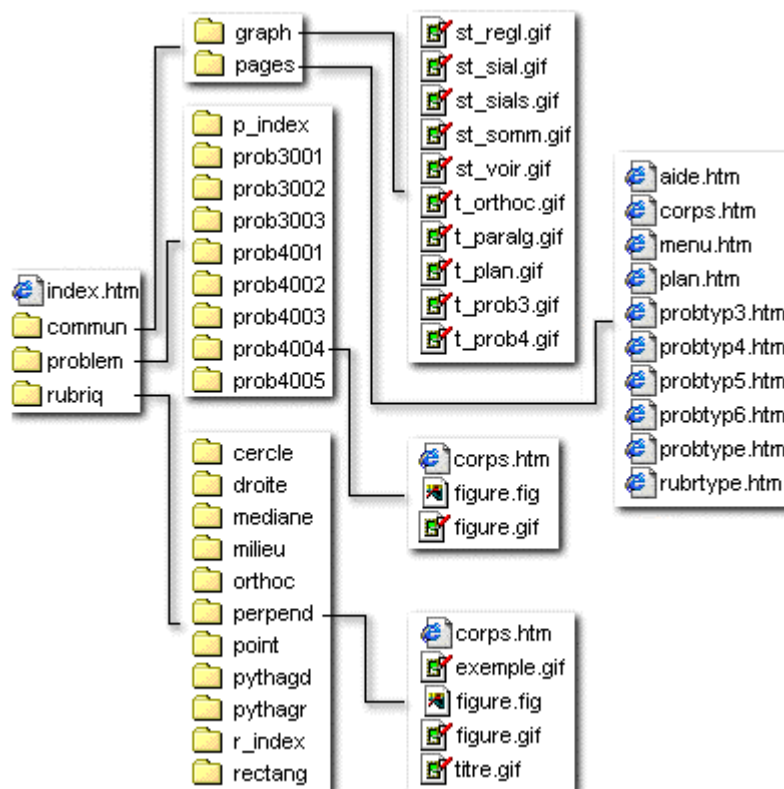 index.htm
commun
problem
rubriq
graph
pages
p_index
prob3001
prob3002
prob3003
prob4001
prob4002
prob4003
prob4004
prob4005
cercle
droite
mediane
milieu
orthoc
perpend
point
pythagd
pythagr
r_index
rectang
st_regl.gif
st_sial.gif
st_sials.gif
st_somm.gif
st_voir.gif
t_orthoc.gif
t_paralg.gif
t_plan.gif
t_prob3.gif
t_prob4.gif
corps.htm
figure.fig
figure.gif
corps.htm
exemple.gif
figure.fig
figure.gif
titre.gif
aide.htm
corps.htm
menu.htm
plan.htm
probtyp3.htm
probtyp4.htm
probtyp5.htm
probtyp6.htm
probtype.htm
rubrtype.htm